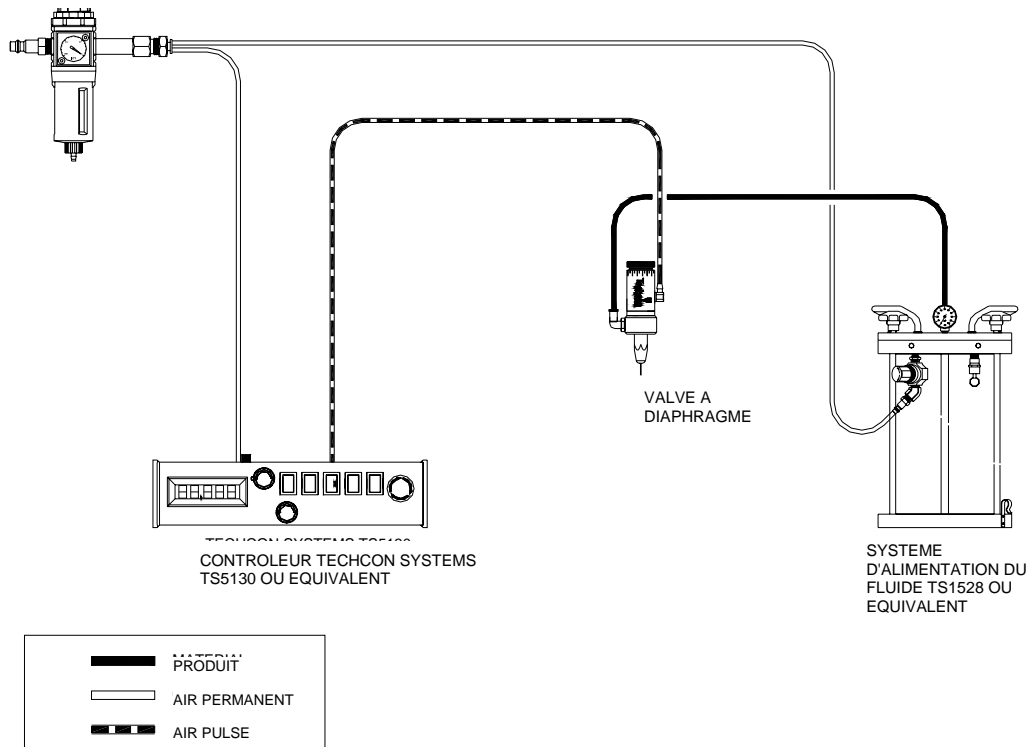 VALVE A
DIAPHRAGME
CONTROLEUR TECHCON SYSTEMS
TS5130 OU EQUIVALENT
SYSTEME
D'ALIMENTATION DU
FLUIDE TS1528 OU
EQUIVALENT
PRODUIT
AIR PERMANENT
AIR PULSE